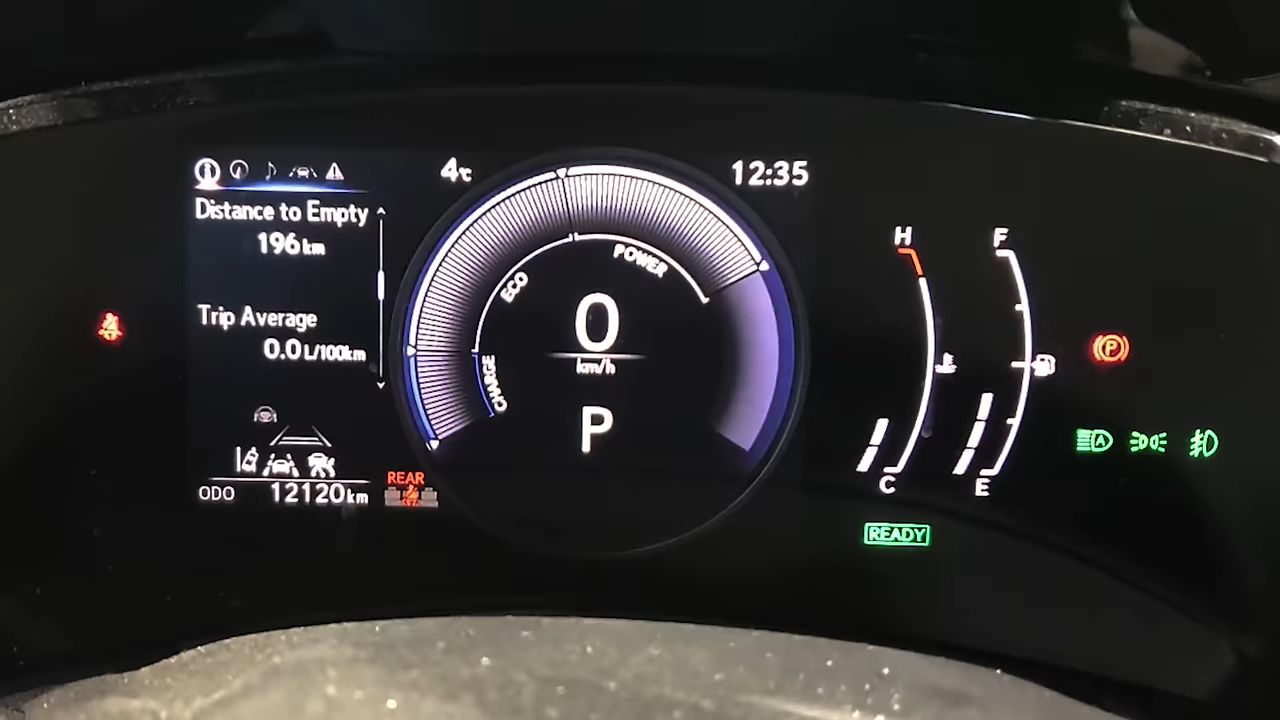 4℃
12:35
Distance to Empty
196 km
Trip Average
0.0 L/100km
ODO 12120 km
REAR
CHARGE
ECO
POWER
0
km/h
P
H
C
F
E
READY
P
A